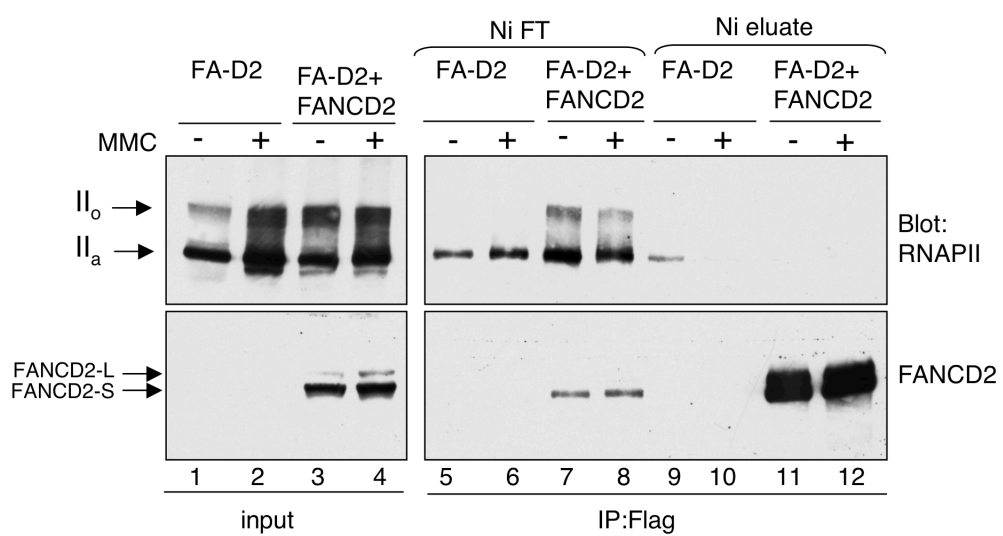 Ni FT Ni eluate
FA-D2 FA-D2+ FANCD2 FA-D2 FA-D2+ FANCD2 FA-D2 FA-D2+ FANCD2
MMC - + - + - + - + - + - +
IIo
IIa
Blot: RNAPII
FANCD2-L
FANCD2-S
FANCD2
1 2 3 4 5 6 7 8 9 10 11 12
input IP:Flag